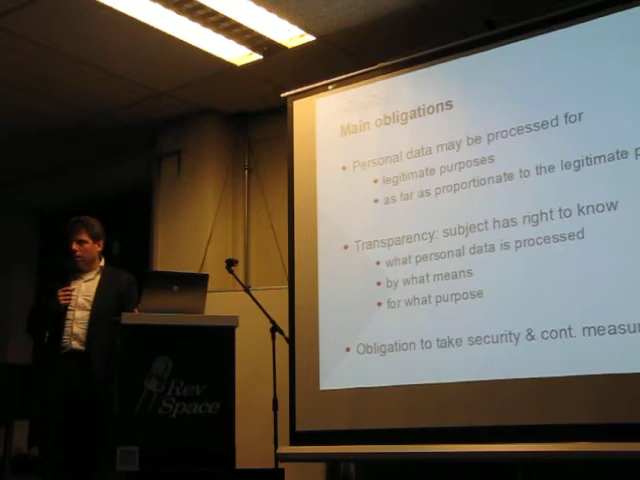 Main obligations
Personal data may be processed for
legitimate purposes
as far as proportionate to the legitimate
Transparency: subject has right to know
what personal data is processed
by what means
for what purpose
Obligation to take security & cont. measur
Rev
Space